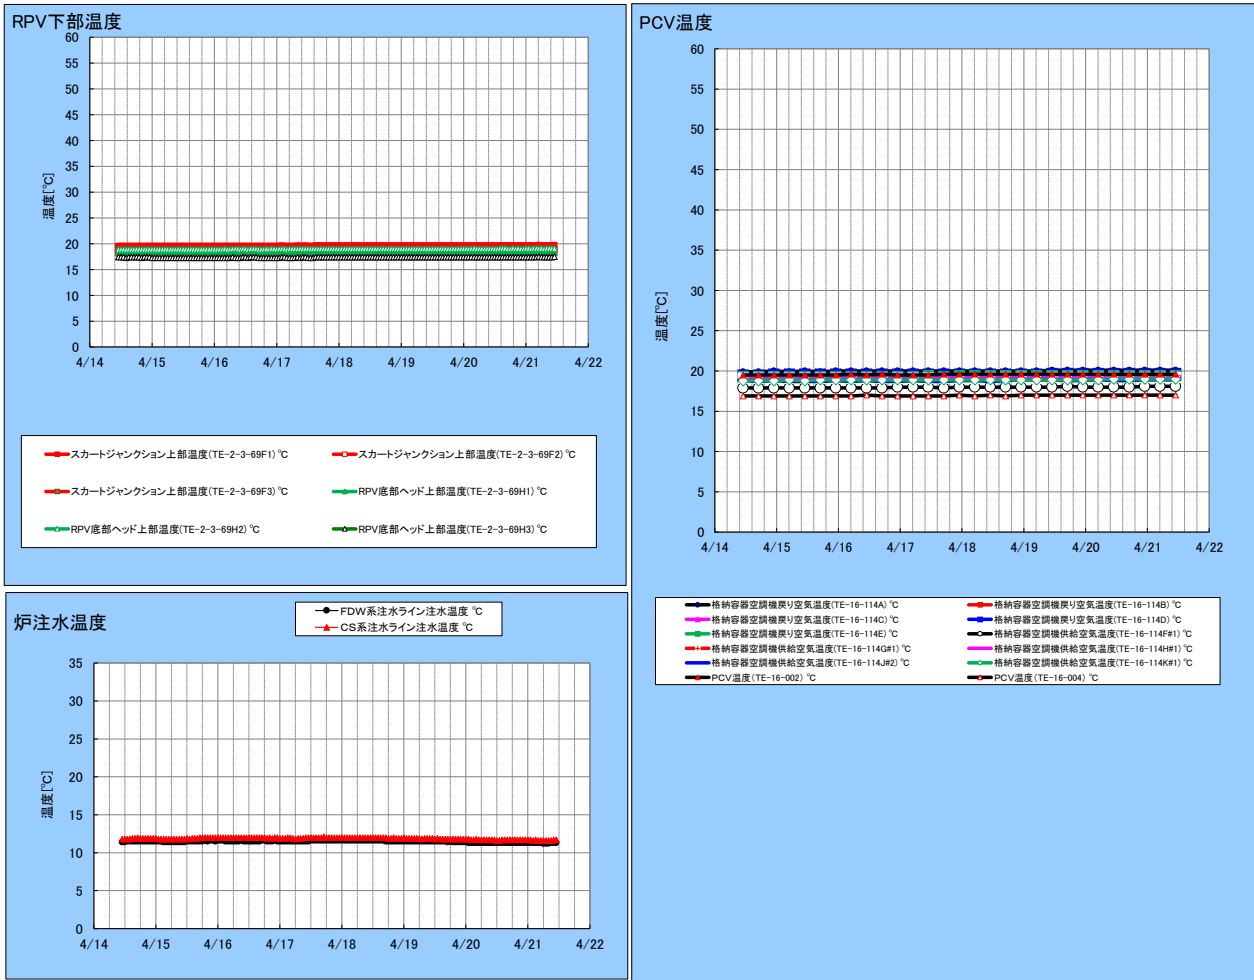 RPV下部温度
60
55
50
45
40
35
30
25
20
15
10
5
0
温度[℃]
4/14 4/15 4/16 4/17 4/18 4/19 4/20 4/21 4/22
スカートジャンクション上部温度(TE-2-3-69F1) ℃ スカートジャンクション上部温度(TE-2-3-69F2) ℃
スカートジャンクション上部温度(TE-2-3-69F3) ℃ RPV底部ヘッド上部温度(TE-2-3-69H1) ℃
RPV底部ヘッド上部温度(TE-2-3-69H2) ℃ RPV底部ヘッド上部温度(TE-2-3-69H3) ℃
PCV温度
60
55
50
45
40
35
30
25
20
15
10
5
0
温度[℃]
4/14 4/15 4/16 4/17 4/18 4/19 4/20 4/21 4/22
格納容器空調機戻り空気温度(TE-16-114A) ℃ 格納容器空調機戻り空気温度(TE-16-114B) ℃
格納容器空調機戻り空気温度(TE-16-114C) ℃ 格納容器空調機戻り空気温度(TE-16-114D) ℃
格納容器空調機戻り空気温度(TE-16-114E) ℃ 格納容器空調機供給空気温度(TE-16-114F#1) ℃
格納容器空調機供給空気温度(TE-16-114G#1) ℃ 格納容器空調機供給空気温度(TE-16-114H#1) ℃
格納容器空調機供給空気温度(TE-16-114J#2) ℃ 格納容器空調機供給空気温度(TE-16-114K#1) ℃
PCV温度(TE-16-002) ℃ PCV温度(TE-16-004) ℃
炉注水温度
FDW系注水ライン注水温度 ℃
CS系注水ライン注水温度 ℃
35
30
25
20
15
10
5
0
温度[℃]
4/14 4/15 4/16 4/17 4/18 4/19 4/20 4/21 4/22